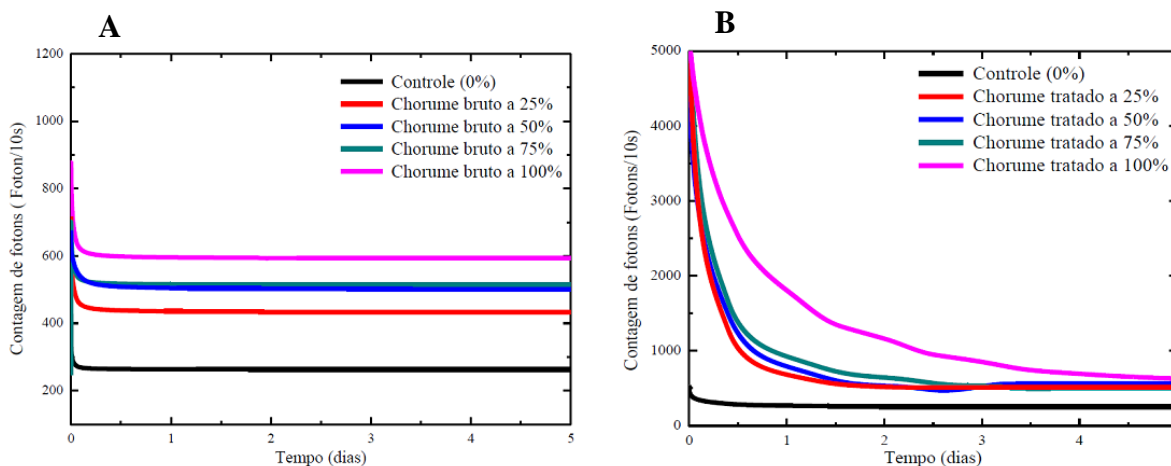 A
1200
1000
800
600
400
200
Contagem de fotons ( Foton/10s)
Controle (0%)
Chorume bruto a 25%
Chorume bruto a 50%
Chorume bruto a 75%
Chorume bruto a 100%
0
1
2
3
4
5
Tempo (dias)
B
5000
4000
3000
2000
1000
0
Contagem de fotons (Fotons/10s)
Controle (0%)
Chorume tratado a 25%
Chorume tratado a 50%
Chorume tratado a 75%
Chorume tratado a 100%
0
1
2
3
4
Tempo (dias)